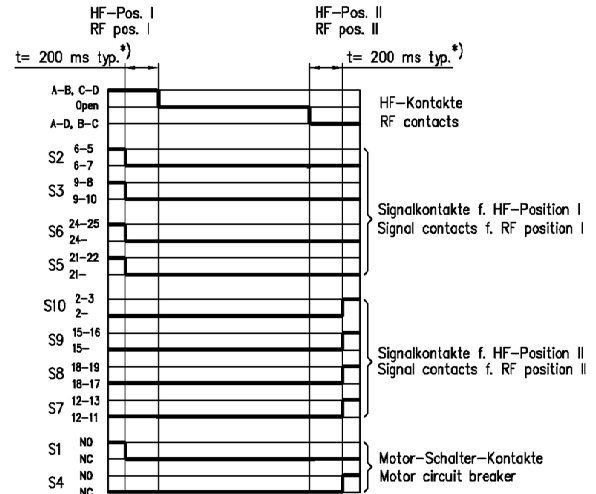 HF-Pos. I HF-Pos. II
RF pos. I RF pos. II
t= 200 ms typ.*) t= 200 ms typ.*)
A-B, C-D
Open
A-D, B-C
HF-Kontakte
RF contacts
S2 6-5
6-7
S3 9-8
9-10
S6 24-25
24-
S5 21-22
21-
Signalkontakte f. HF-Position I
Signal contacts f. RF position I
S10 2-3
2-
S9 15-16
15-
S8 18-19
18-17
S7 12-13
12-11
Signalkontakte f. HF-Position II
Signal contacts f. RF position II
S1 NO
NC
S4 NO
NC
Motor-Schalter-Kontakte
Motor circuit breaker